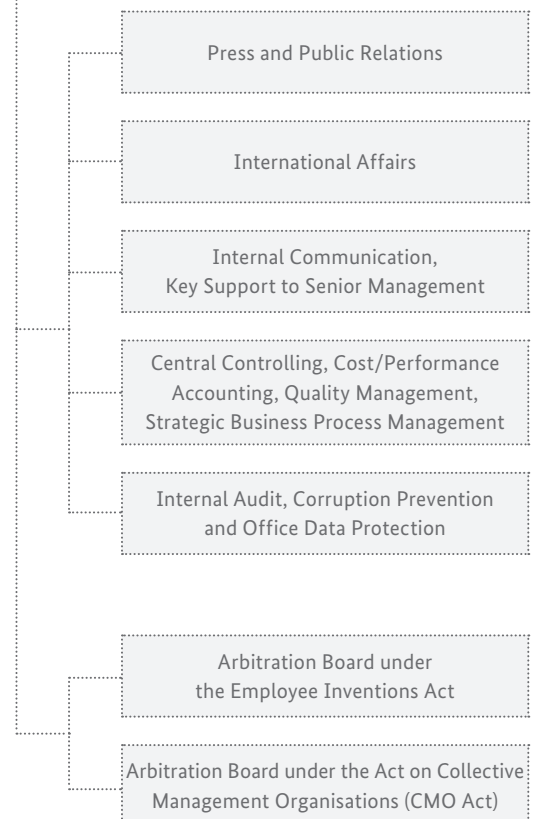 Press and Public Relations
International Affairs
Internal Communication,
Key Support to Senior Management
Central Controlling, Cost/Performance
Accounting, Quality Management,
Strategic Business Process Management
Internal Audit, Corruption Prevention
and Office Data Protection
Arbitration Board under
the Employee Inventions Act
Arbitration Board under the Act on Collective
Management Organisations (CMO Act)